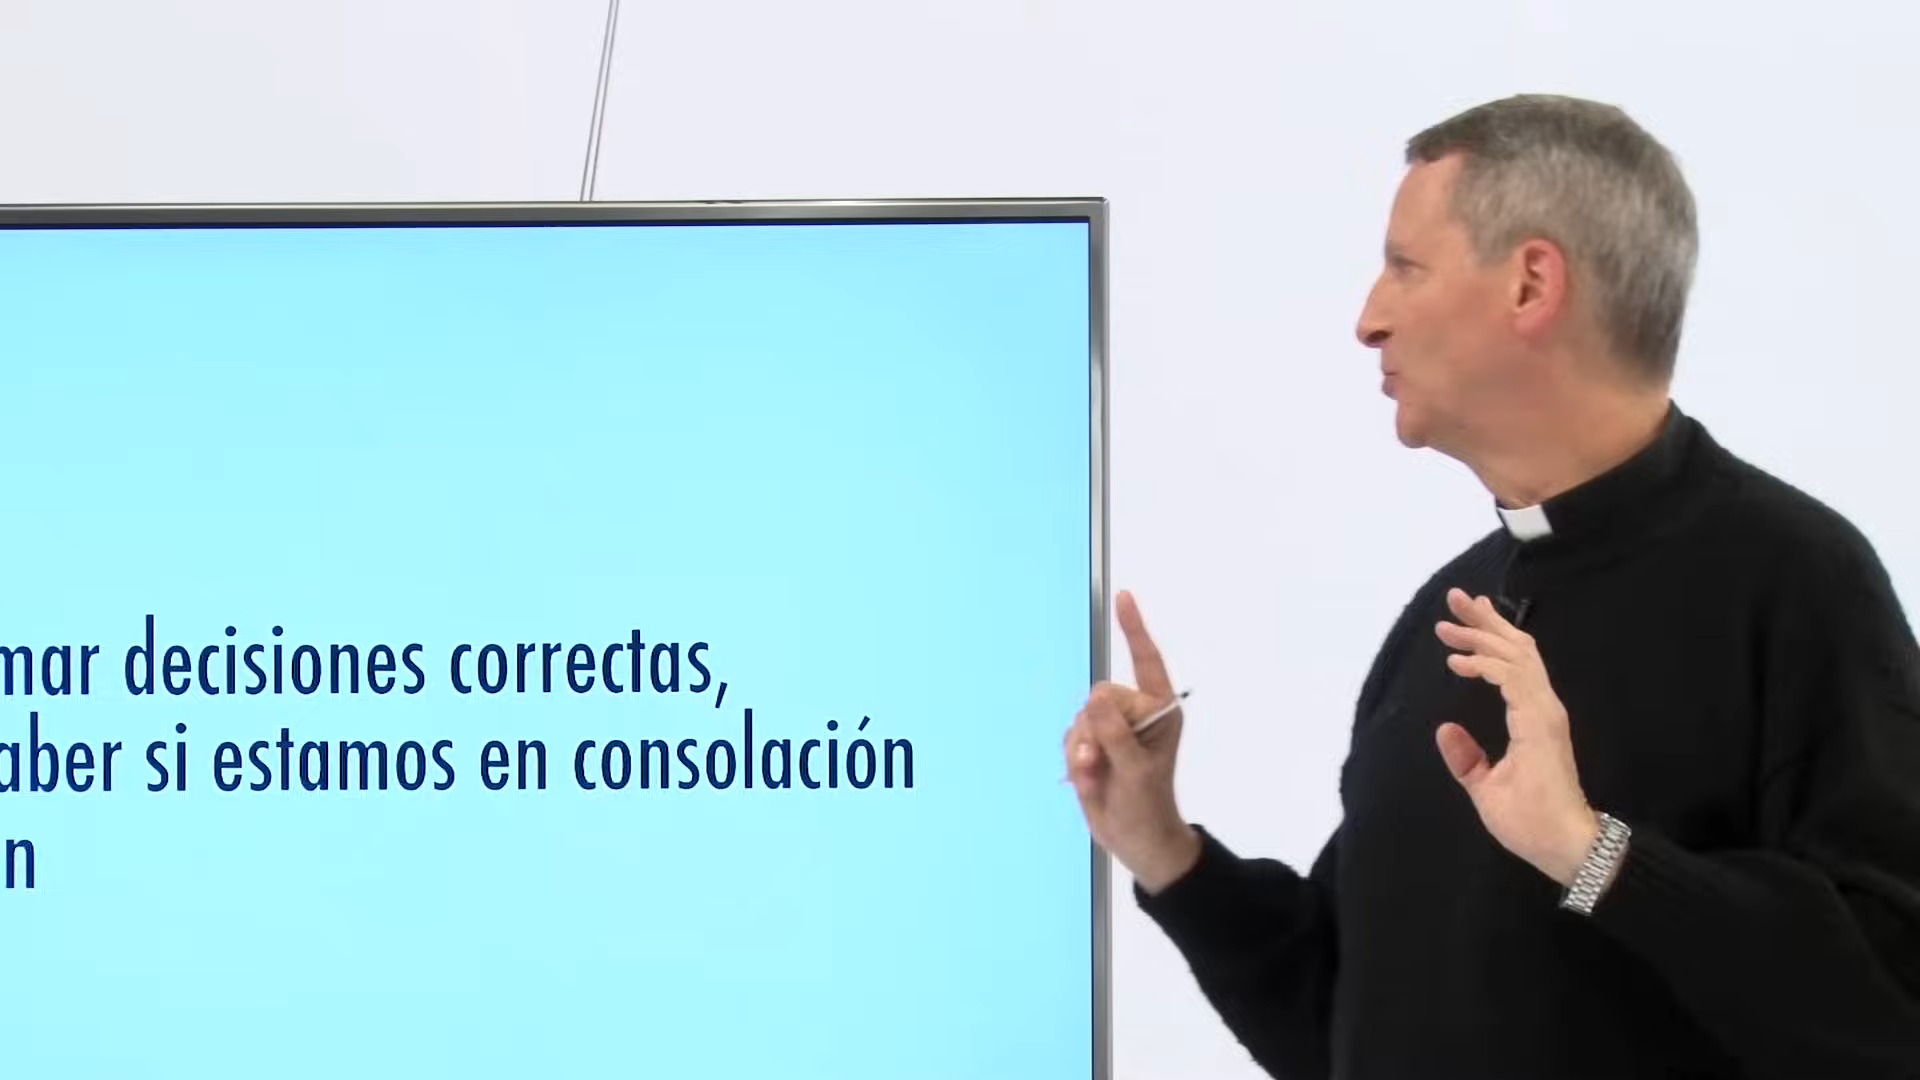 mar decisiones correctas,
aber si estamos en consolación
n